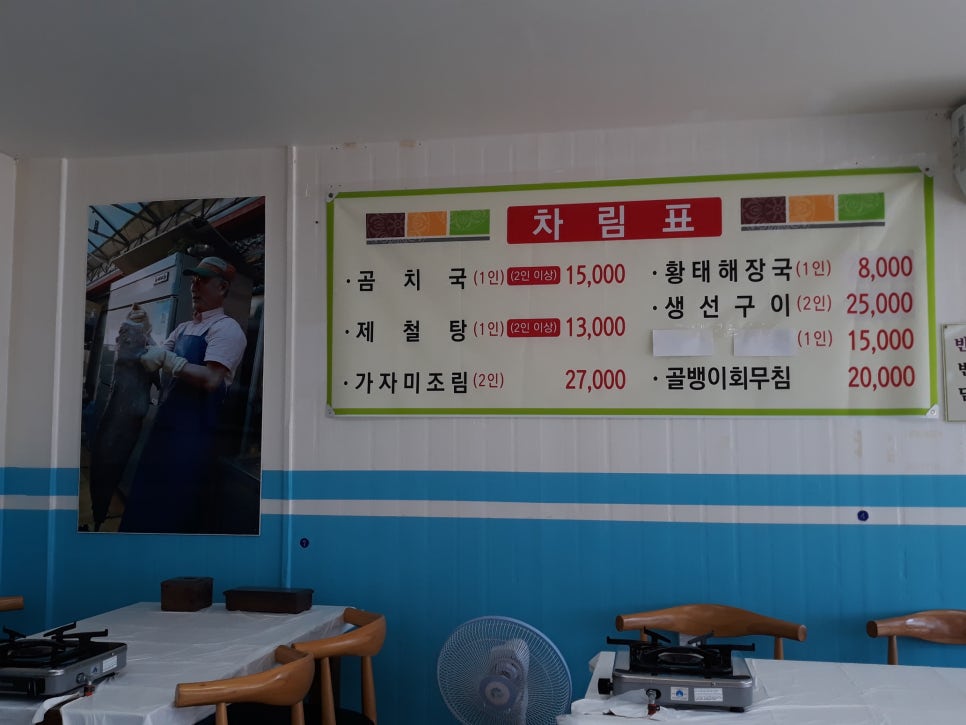 차림표
· 곰치국 (1인) (2인 이상) 15,000
· 제철탕 (1인) (2인 이상) 13,000
· 가자미조림 (2인) 27,000
· 황태해장국 (1인) 8,000
· 생선구이 (2인) 25,000
(1인) 15,000
· 골뱅이회무침 20,000